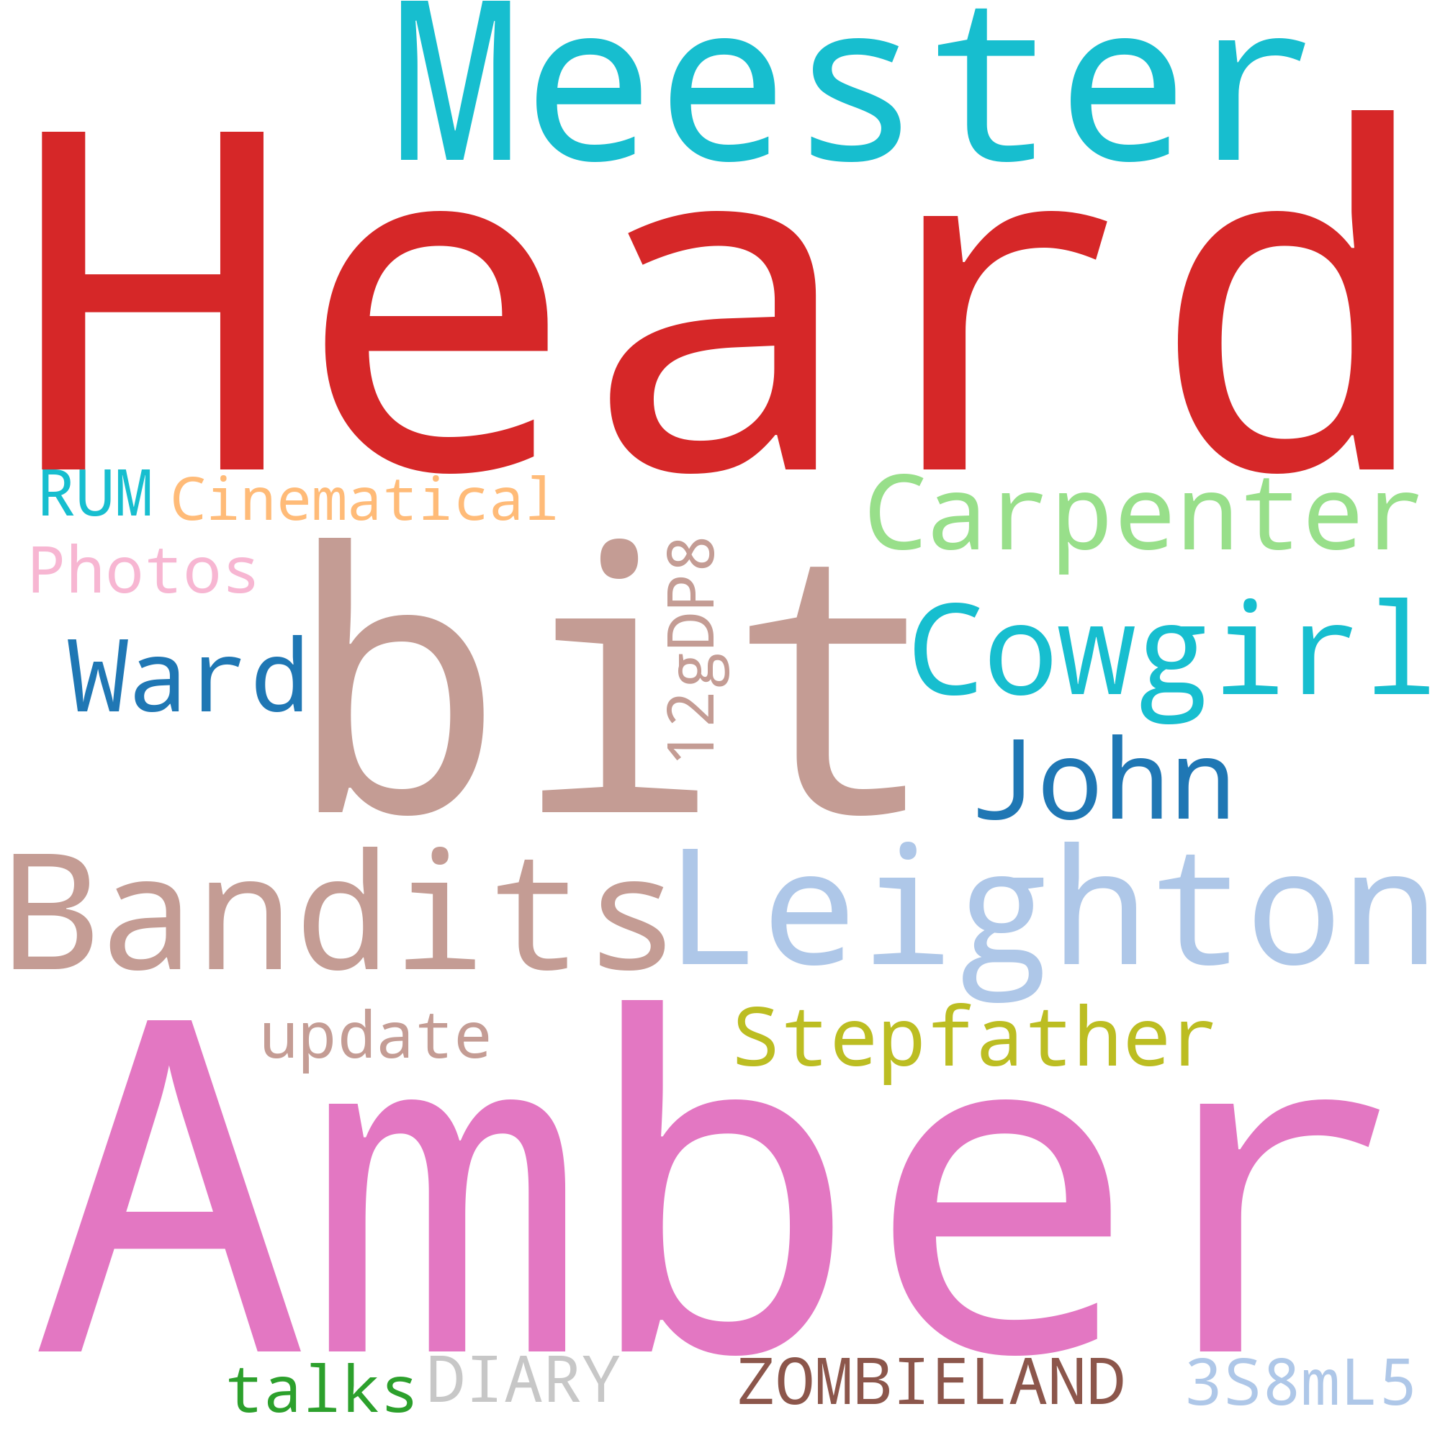 Meester
Heard
RUM Cinematical
Carpenter
Photos
bit
12gDP8
Cowgirl
Ward
John
Bandits
Leighton
update
Stepfather
Amber
talks
DIARY
ZOMBIELAND
3S8mL5